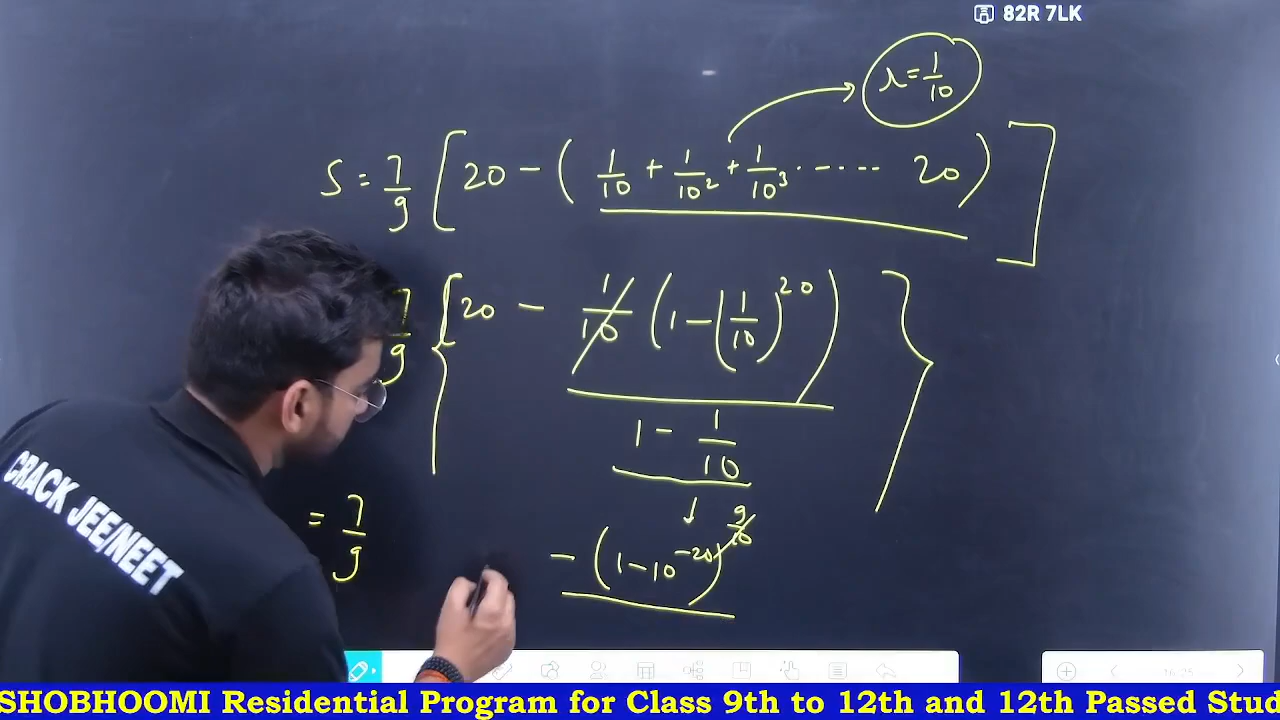 82R 7LK
r = 1/10
S = 7/9 [ 20 - ( 1/10 + 1/10² + 1/10³ ...... 20 ) ]
7/9 { 20 - 1/10 ( 1 - (1/10)^20 ) / ( 1 - 1/10 ) }
↓ 9/10
= 7/9 - ( 1 - 10^-20 )
CRACK JEE/NEET
16/25
SHOBHOOMI Residential Program for Class 9th to 12th and 12th Passed Stud